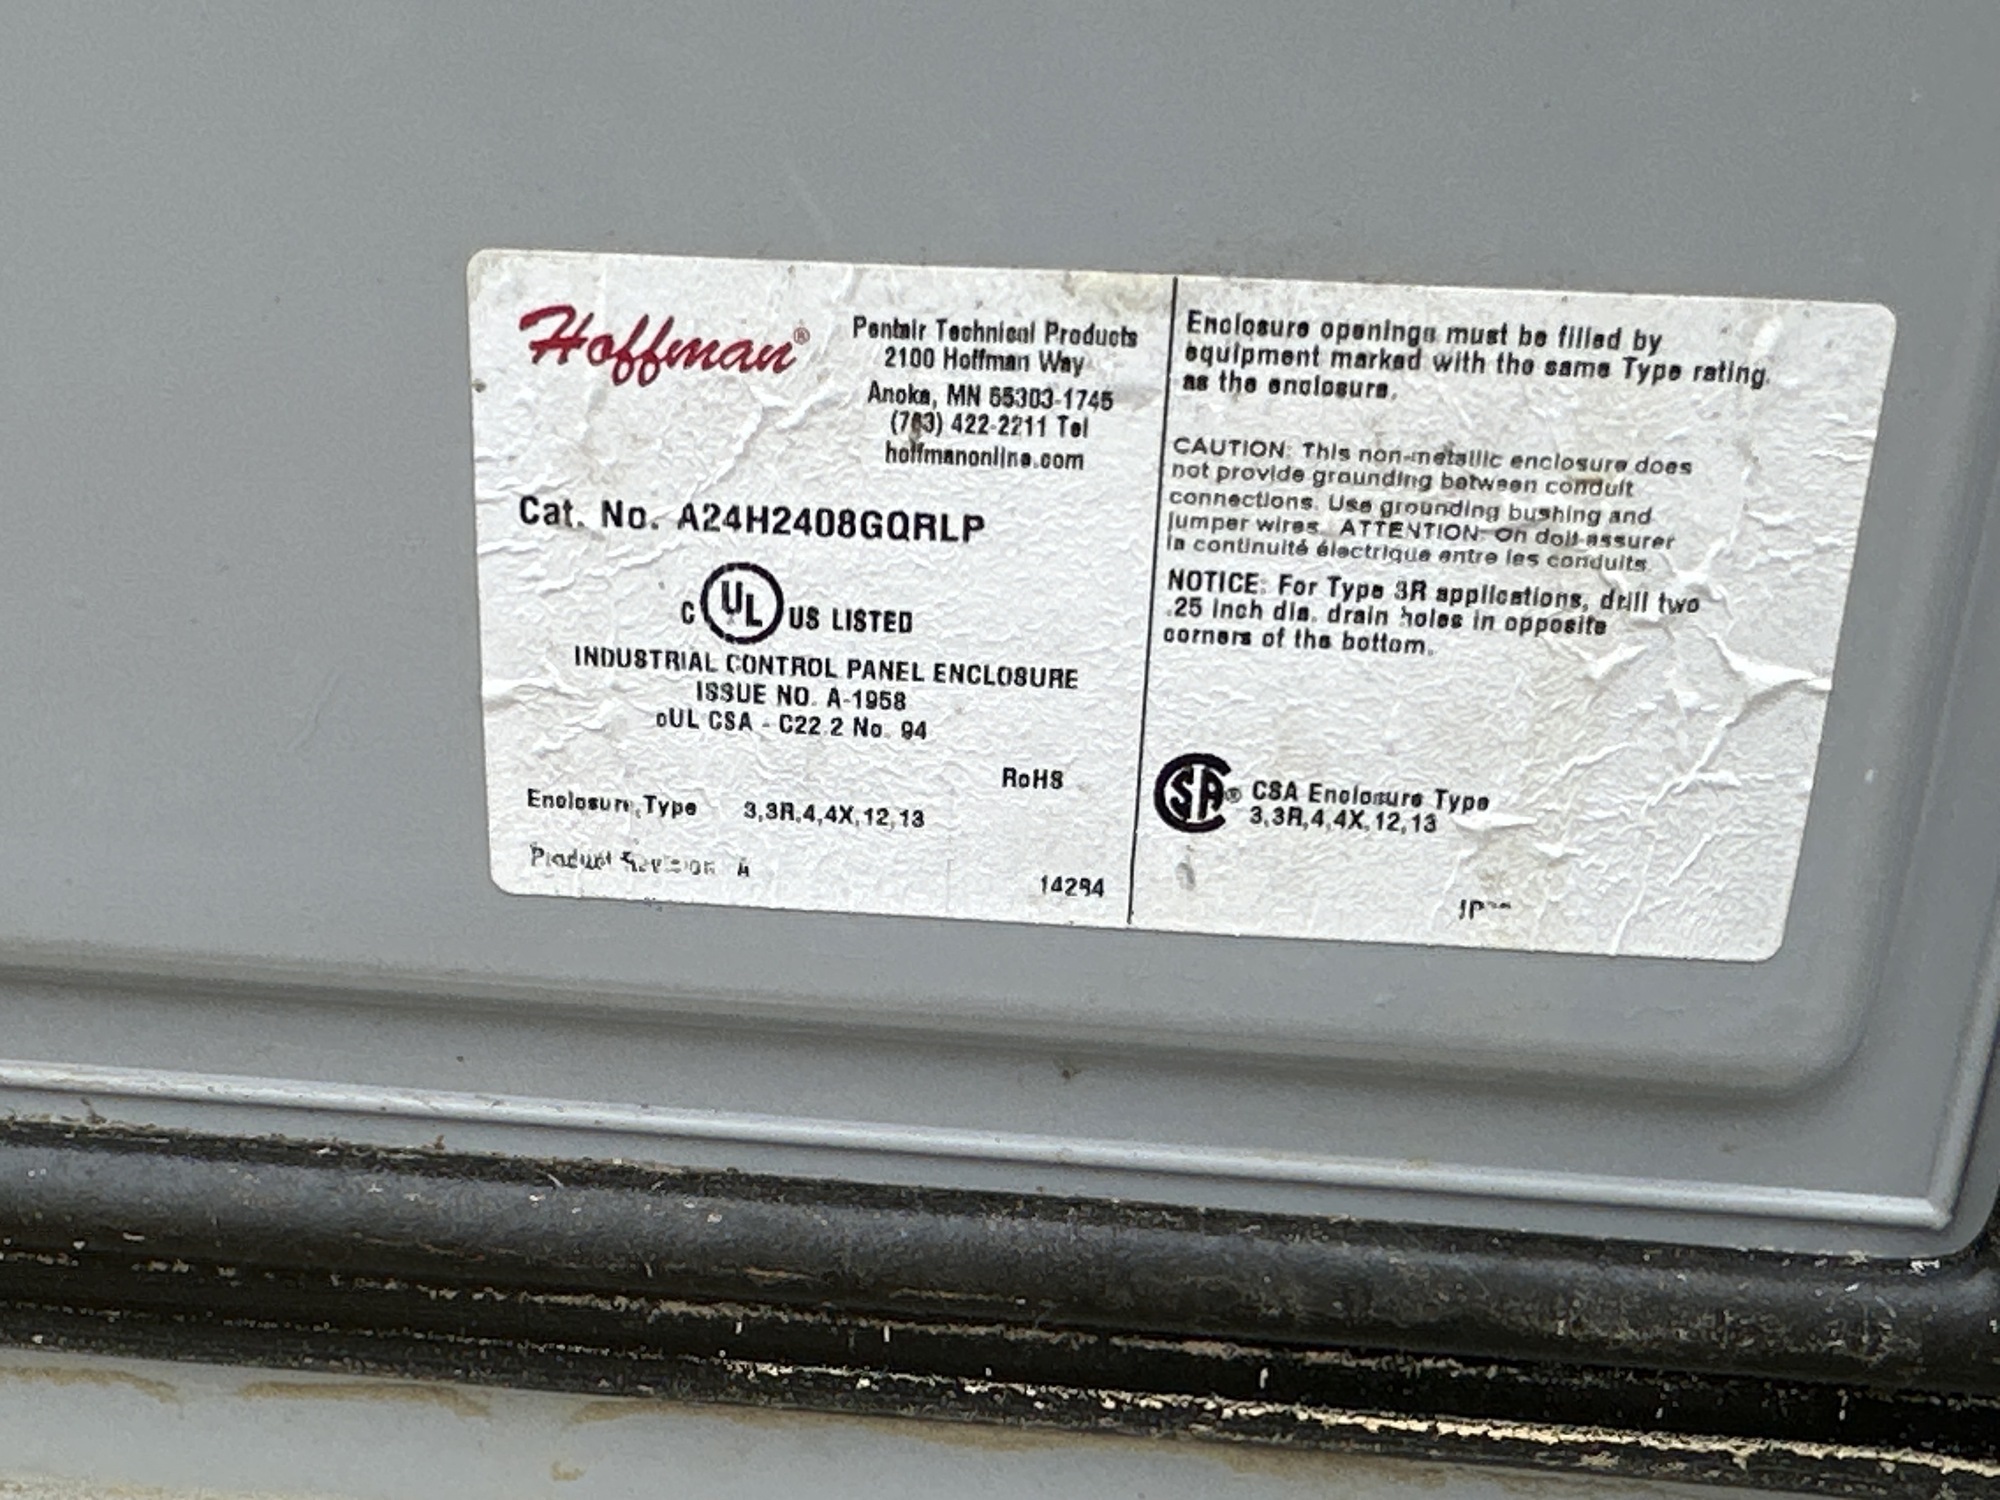 Hoffman®
Pentair Technical Products
2100 Hoffman Way
Anoka, MN 55303-1745
(763) 422-2211 Tel
hoffmanonline.com
Cat. No. A24H2408GQRLP
C UL US LISTED
INDUSTRIAL CONTROL PANEL ENCLOSURE
ISSUE NO. A-1958
cUL CSA - C22.2 No. 94
RoHS
Enclosure Type 3,3R,4,4X,12,13
Product Revision A
14294
Enclosure openings must be filled by
equipment marked with the same Type rating
as the enclosure.
CAUTION: This non-metallic enclosure does
not provide grounding between conduit
connections. Use grounding bushing and
jumper wires. ATTENTION: On doit assurer
la continuité électrique entre les conduits.
NOTICE: For Type 3R applications, drill two
.25 inch dia. drain holes in opposite
corners of the bottom.
SA® CSA Enclosure Type
3,3R,4,4X,12,13